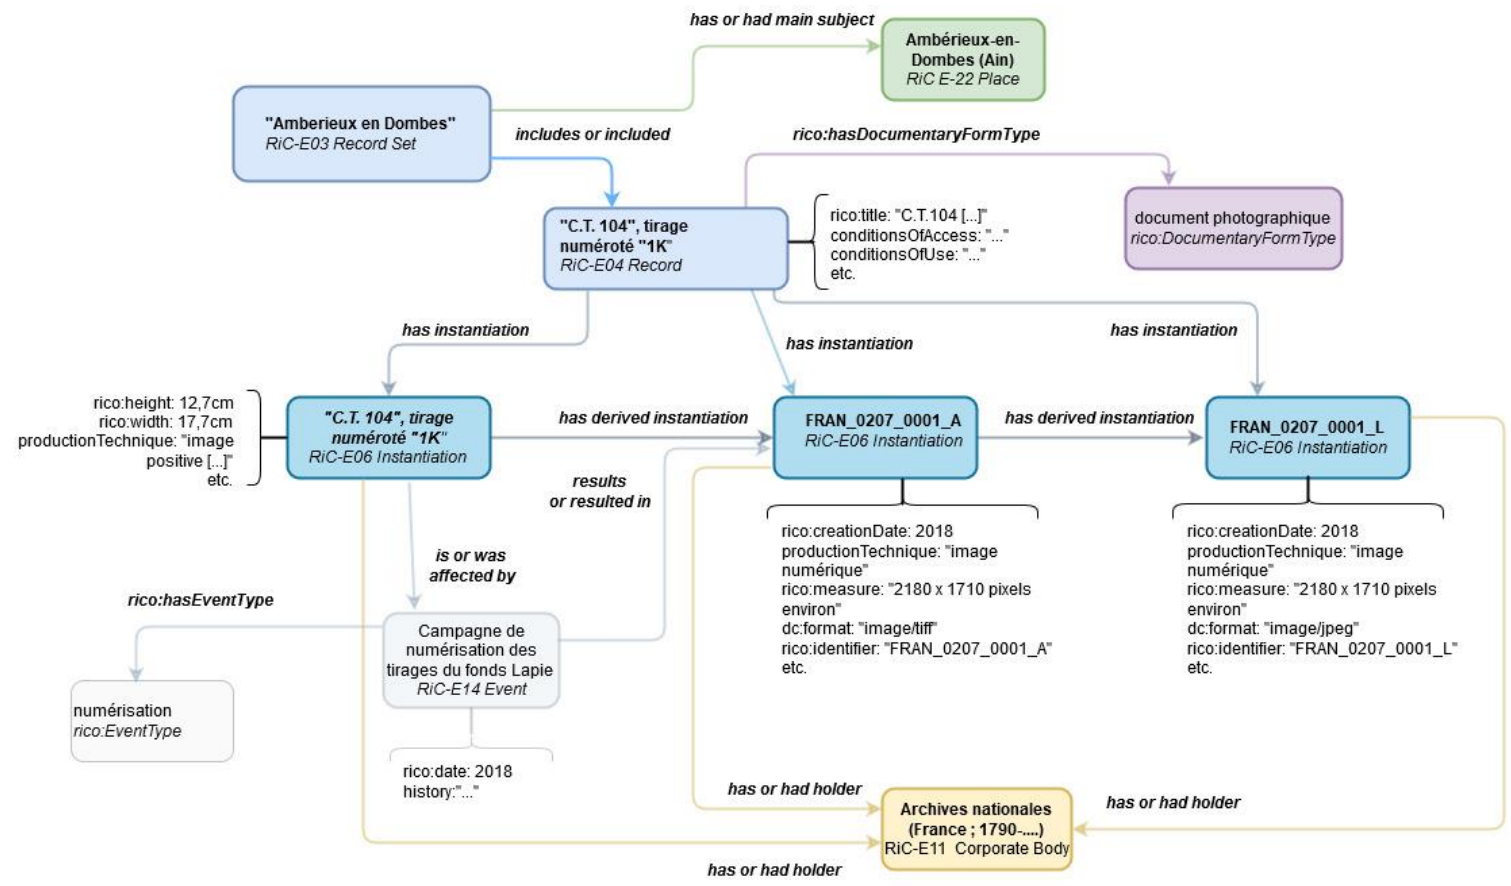 has or had main subject
Ambérieux-en-
Dombes (Ain)
RiC E-22 Place
"Amberieux en Dombes"
RiC-E03 Record Set
includes or included
rico:hasDocumentaryFormType
"C.T. 104", tirage
numéroté "1K"
RiC-E04 Record
rico:title: "C.T.104 [...]"
conditionsOfAccess: "..."
conditionsOfUse: "..."
etc.
document photographique
rico:DocumentaryFormType
has instantiation
has instantiation
has instantiation
rico:height: 12,7cm
rico:width: 17,7cm
productionTechnique: "image
positive [...]"
etc.
"C.T. 104", tirage
numéroté "1K"
RiC-E06 Instantiation
has derived instantiation
FRAN_0207_0001_A
RiC-E06 Instantiation
has derived instantiation
FRAN_0207_0001_L
RiC-E06 Instantiation
results
or resulted in
is or was
affected by
rico:creationDate: 2018
productionTechnique: "image
numérique"
rico:measure: "2180 x 1710 pixels
environ"
dc:format: "image/tiff"
rico:identifier: "FRAN_0207_0001_A"
etc.
rico:creationDate: 2018
productionTechnique: "image
numérique"
rico:measure: "2180 x 1710 pixels
environ"
dc:format: "image/jpeg"
rico:identifier: "FRAN_0207_0001_L"
etc.
rico:hasEventType
Campagne de
numérisation des
tirages du fonds Lapie
RiC-E14 Event
numérisation
rico:EventType
rico:date: 2018
history:"..."
has or had holder
Archives nationales
(France ; 1790-....)
RiC-E11 Corporate Body
has or had holder
has or had holder